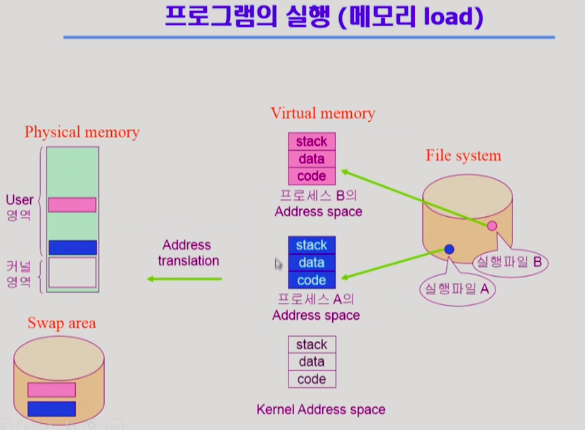 프로그램의 실행 (메모리 load)
Physical memory
User
영역
커널
영역
Swap area
Address
translation
Virtual memory
stack
data
code
프로세스 B의
Address space
stack
data
code
프로세스 A의
Address space
stack
data
code
Kernel Address space
File system
실행파일 B
실행파일 A